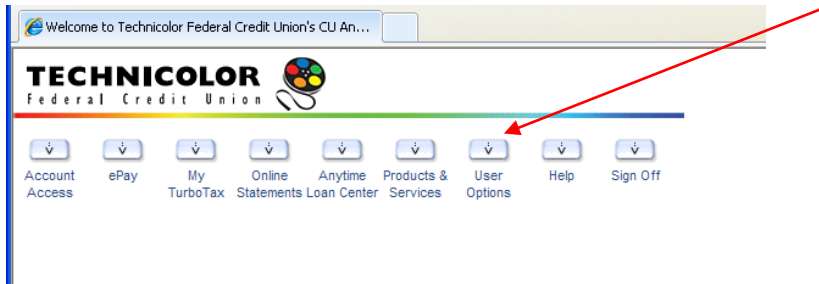 Welcome to Technicolor Federal Credit Union's CU An...
TECHNICOLOR
Federal Credit Union
Account Access
ePay
My TurboTax
Online Statements
Anytime Loan Center
Products & Services
User Options
Help
Sign Off